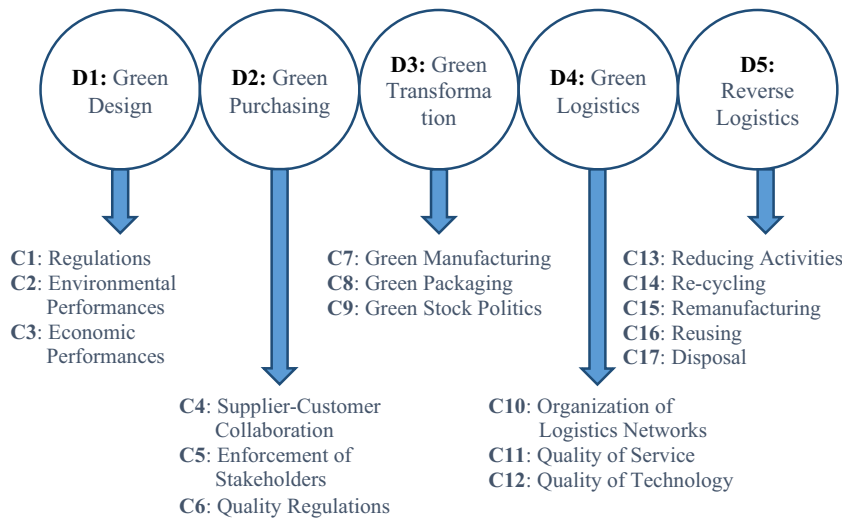 D1: Green
Design
D2: Green
Purchasing
D3: Green
Transforma
tion
D4: Green
Logistics
D5:
Reverse
Logistics
C1: Regulations
C2: Environmental
Performances
C3: Economic
Performances
C7: Green Manufacturing
C8: Green Packaging
C9: Green Stock Politics
C13: Reducing Activities
C14: Re-cycling
C15: Remanufacturing
C16: Reusing
C17: Disposal
C4: Supplier-Customer
Collaboration
C5: Enforcement of
Stakeholders
C6: Quality Regulations
C10: Organization of
Logistics Networks
C11: Quality of Service
C12: Quality of Technology